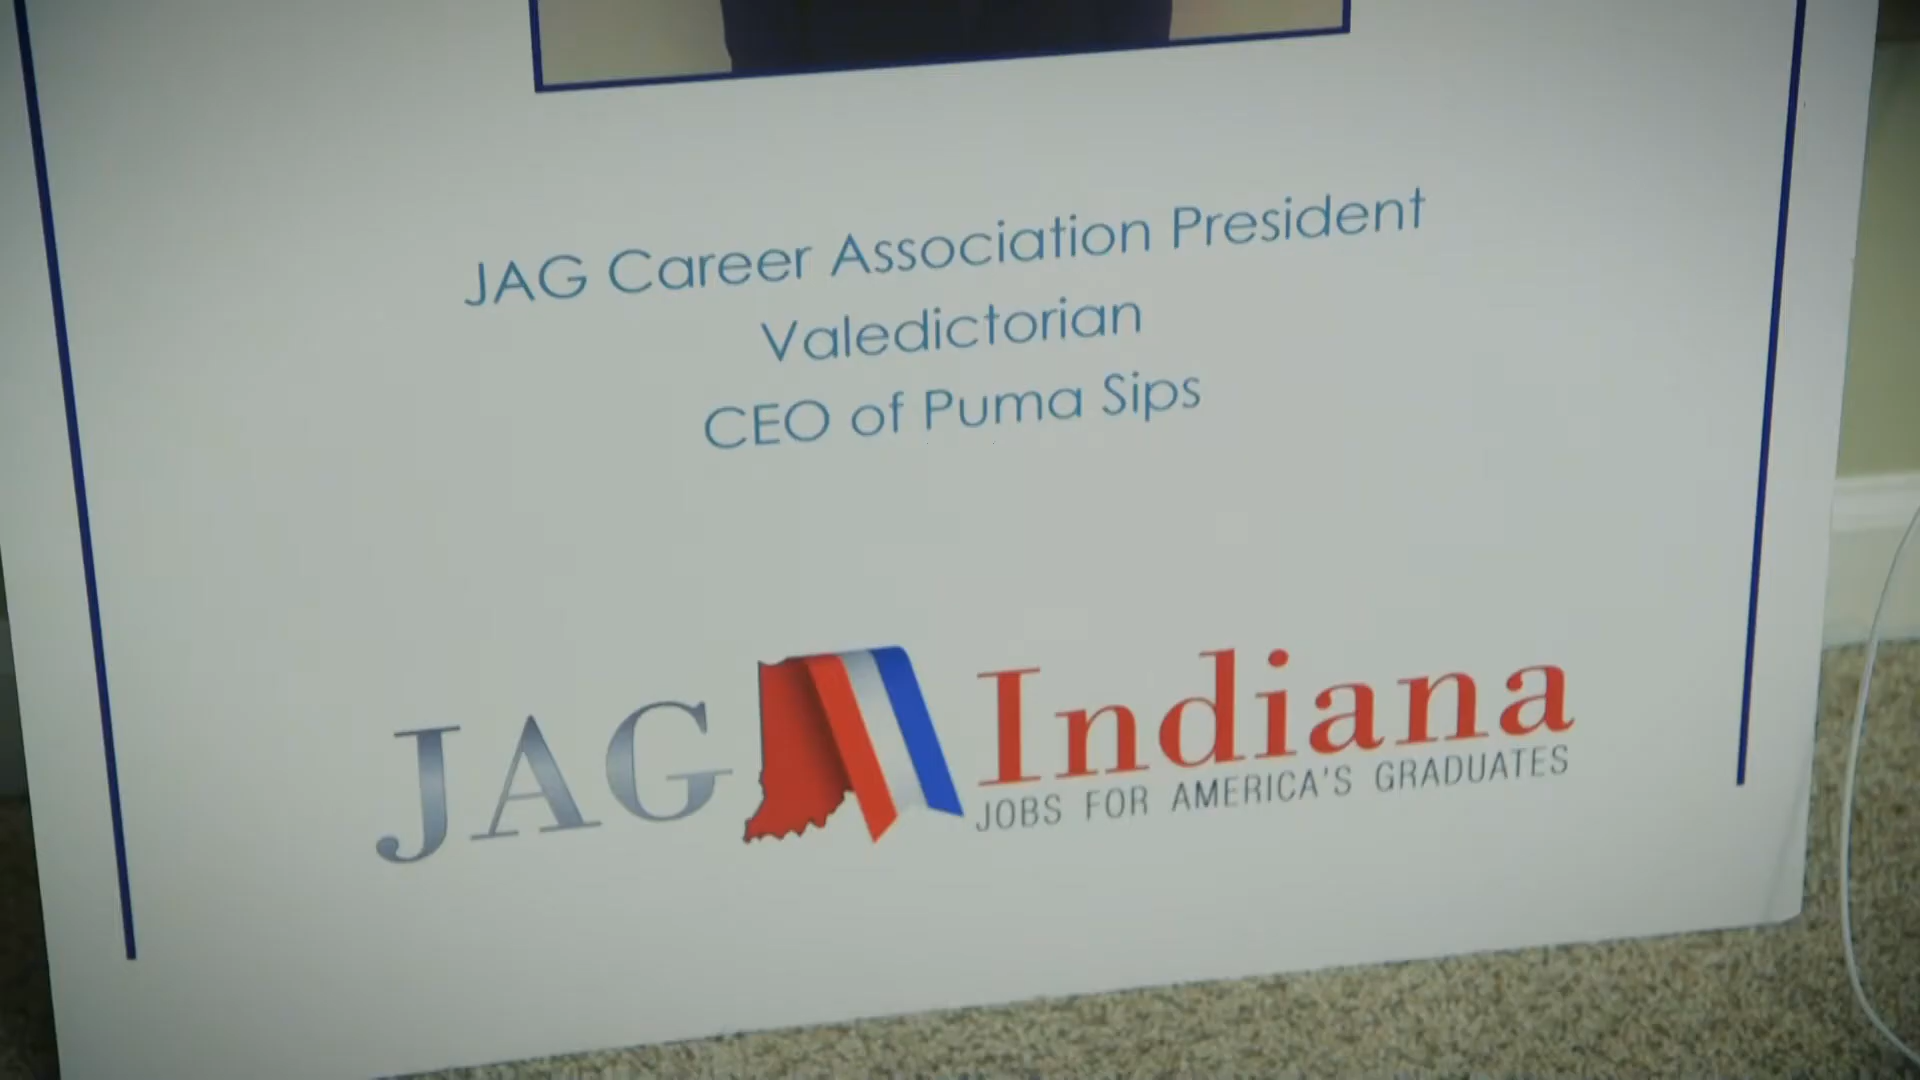 JAG Career Association President
Valedictorian
CEO of Puma Sips
JAG Indiana
JOBS FOR AMERICA'S GRADUATES